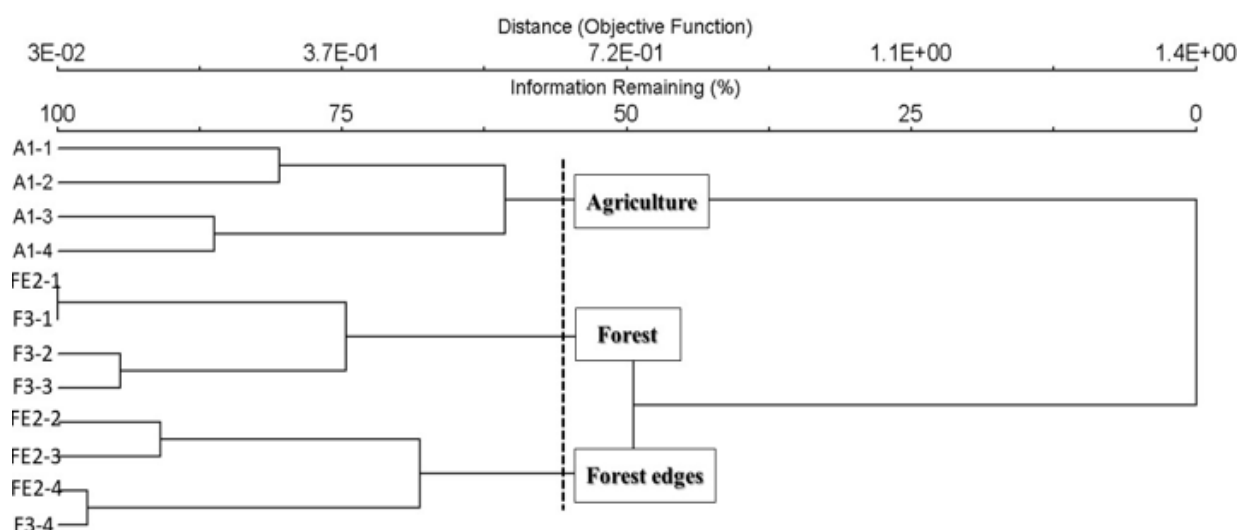 Distance (Objective Function)
3E-02 3.7E-01 7.2E-01 1.1E+00 1.4E+00
Information Remaining (%)
100 75 50 25 0
A1-1
A1-2
Agriculture
A1-3
A1-4
FE2-1
F3-1
Forest
F3-2
F3-3
FE2-2
FE2-3
Forest edges
FE2-4
F3-4